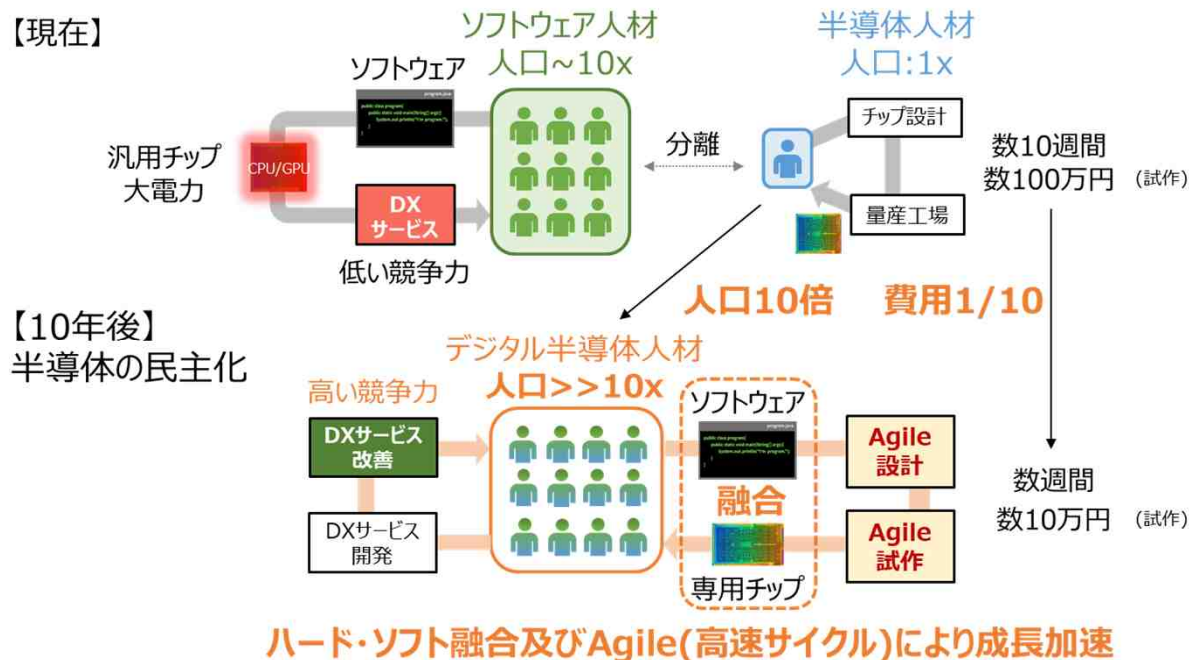 【現在】
ソフトウェア人材
人口~10x
半導体人材
人口:1x
ソフトウェア
汎用チップ
大電力
CPU/GPU
DX
サービス
低い競争力
分離
チップ設計
量産工場
数10週間
数100万円 (試作)
人口10倍 費用1/10
【10年後】
半導体の民主化
デジタル半導体人材
人口>>10x
高い競争力
DXサービス
改善
DXサービス
開発
ソフトウェア
融合
専用チップ
Agile
設計
Agile
試作
数週間
数10万円 (試作)
ハード・ソフト融合及びAgile(高速サイクル)により成長加速